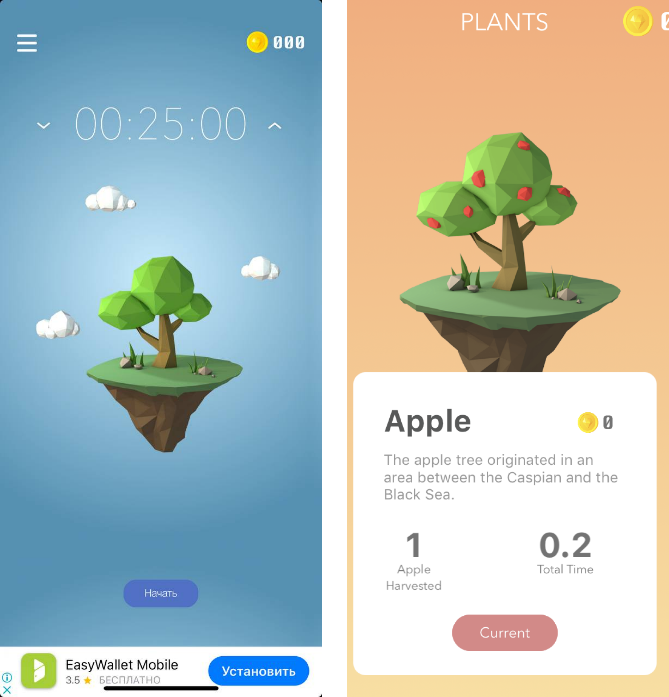 000
00:25:00
Начать
EasyWallet Mobile
3.5 ★ БЕСПЛАТНО
Установить
PLANTS
Apple
0
The apple tree originated in an
area between the Caspian and the
Black Sea.
1
Apple
Harvested
0.2
Total Time
Current